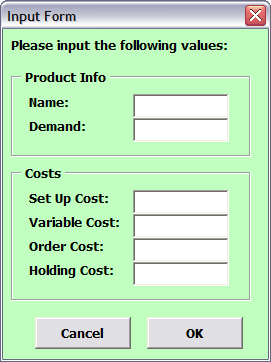 Input Form
Please input the following values:
Product Info
Name:
Demand:
Costs
Set Up Cost:
Variable Cost:
Order Cost:
Holding Cost:
Cancel OK